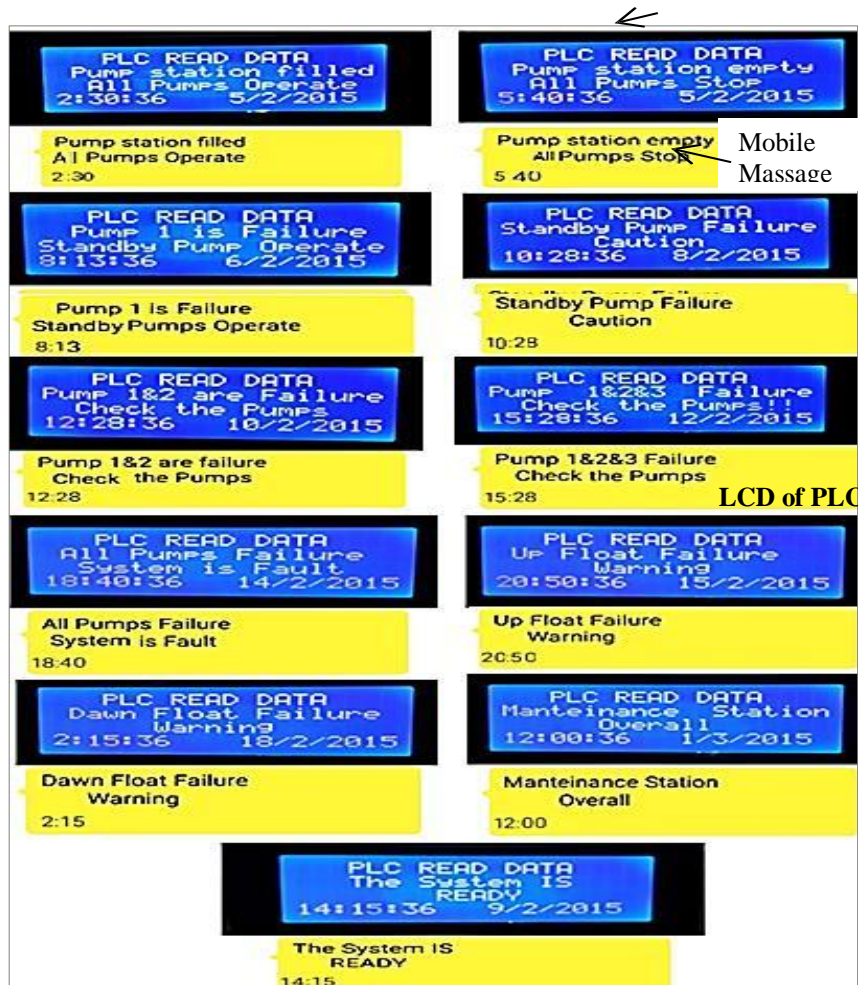 PLC READ DATA
Pump station filled
All Pumps Operate
2:30:36 5/2/2015
Pump station filled
All Pumps Operate
2:30
PLC READ DATA
Pump station empty
All Pumps Stop
5:40:36 5/2/2015
Pump station empty
All Pumps Stop
5 40
Mobile
Massage
PLC READ DATA
Pump 1 is Failure
Standby Pump Operate
8:13:36 6/2/2015
Pump 1 is Failure
Standby Pumps Operate
8:13
PLC READ DATA
Standby Pump Failure
Caution
10:28:36 8/2/2015
Standby Pump Failure
Caution
10:28
PLC READ DATA
Pump 1&2 are Failure
Check the Pumps
12:28:36 10/2/2015
Pump 1&2 are failure
Check the Pumps
12:28
PLC READ DATA
Pump 1&2&3 Failure
Check the Pumps!!
15:28:36 12/2/2015
Pump 1&2&3 Failure
Check the Pumps
15:28
LCD of PLC
PLC READ DATA
All Pumps Failure
System is Fault
18:40:36 14/2/2015
All Pumps Failure
System is Fault
18:40
PLC READ DATA
Up Float Failure
Warning
20:50:36 15/2/2015
Up Float Failure
Warning
20:50
PLC READ DATA
Dawn Float Failure
Warning
2:15:36 18/2/2015
Dawn Float Failure
Warning
2:15
PLC READ DATA
Manteinance Station
Overall
12:00:36 1/3/2015
Manteinance Station
Overall
12:00
PLC READ DATA
The System IS
READY
14:15:36 9/2/2015
The System IS
READY
14:15